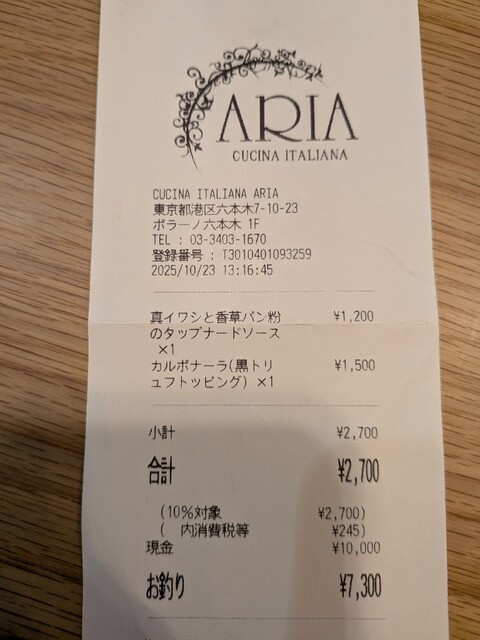 ARIA
CUCINA ITALIANA
CUCINA ITALIANA ARIA
東京都港区六本木7-10-23
ボラーノ六本木 1F
TEL : 03-3403-1670
登録番号 : T3010401093259
2025/10/23 13:16:45
真イワシと香草パン粉 ¥1,200
のタップナードソース
×1
カルボナーラ(黒トリ ¥1,500
ュフトッピング) ×1
小計 ¥2,700
合計 ¥2,700
(10%対象 ¥2,700)
( 内消費税等 ¥245)
現金 ¥10,000
お釣り ¥7,300